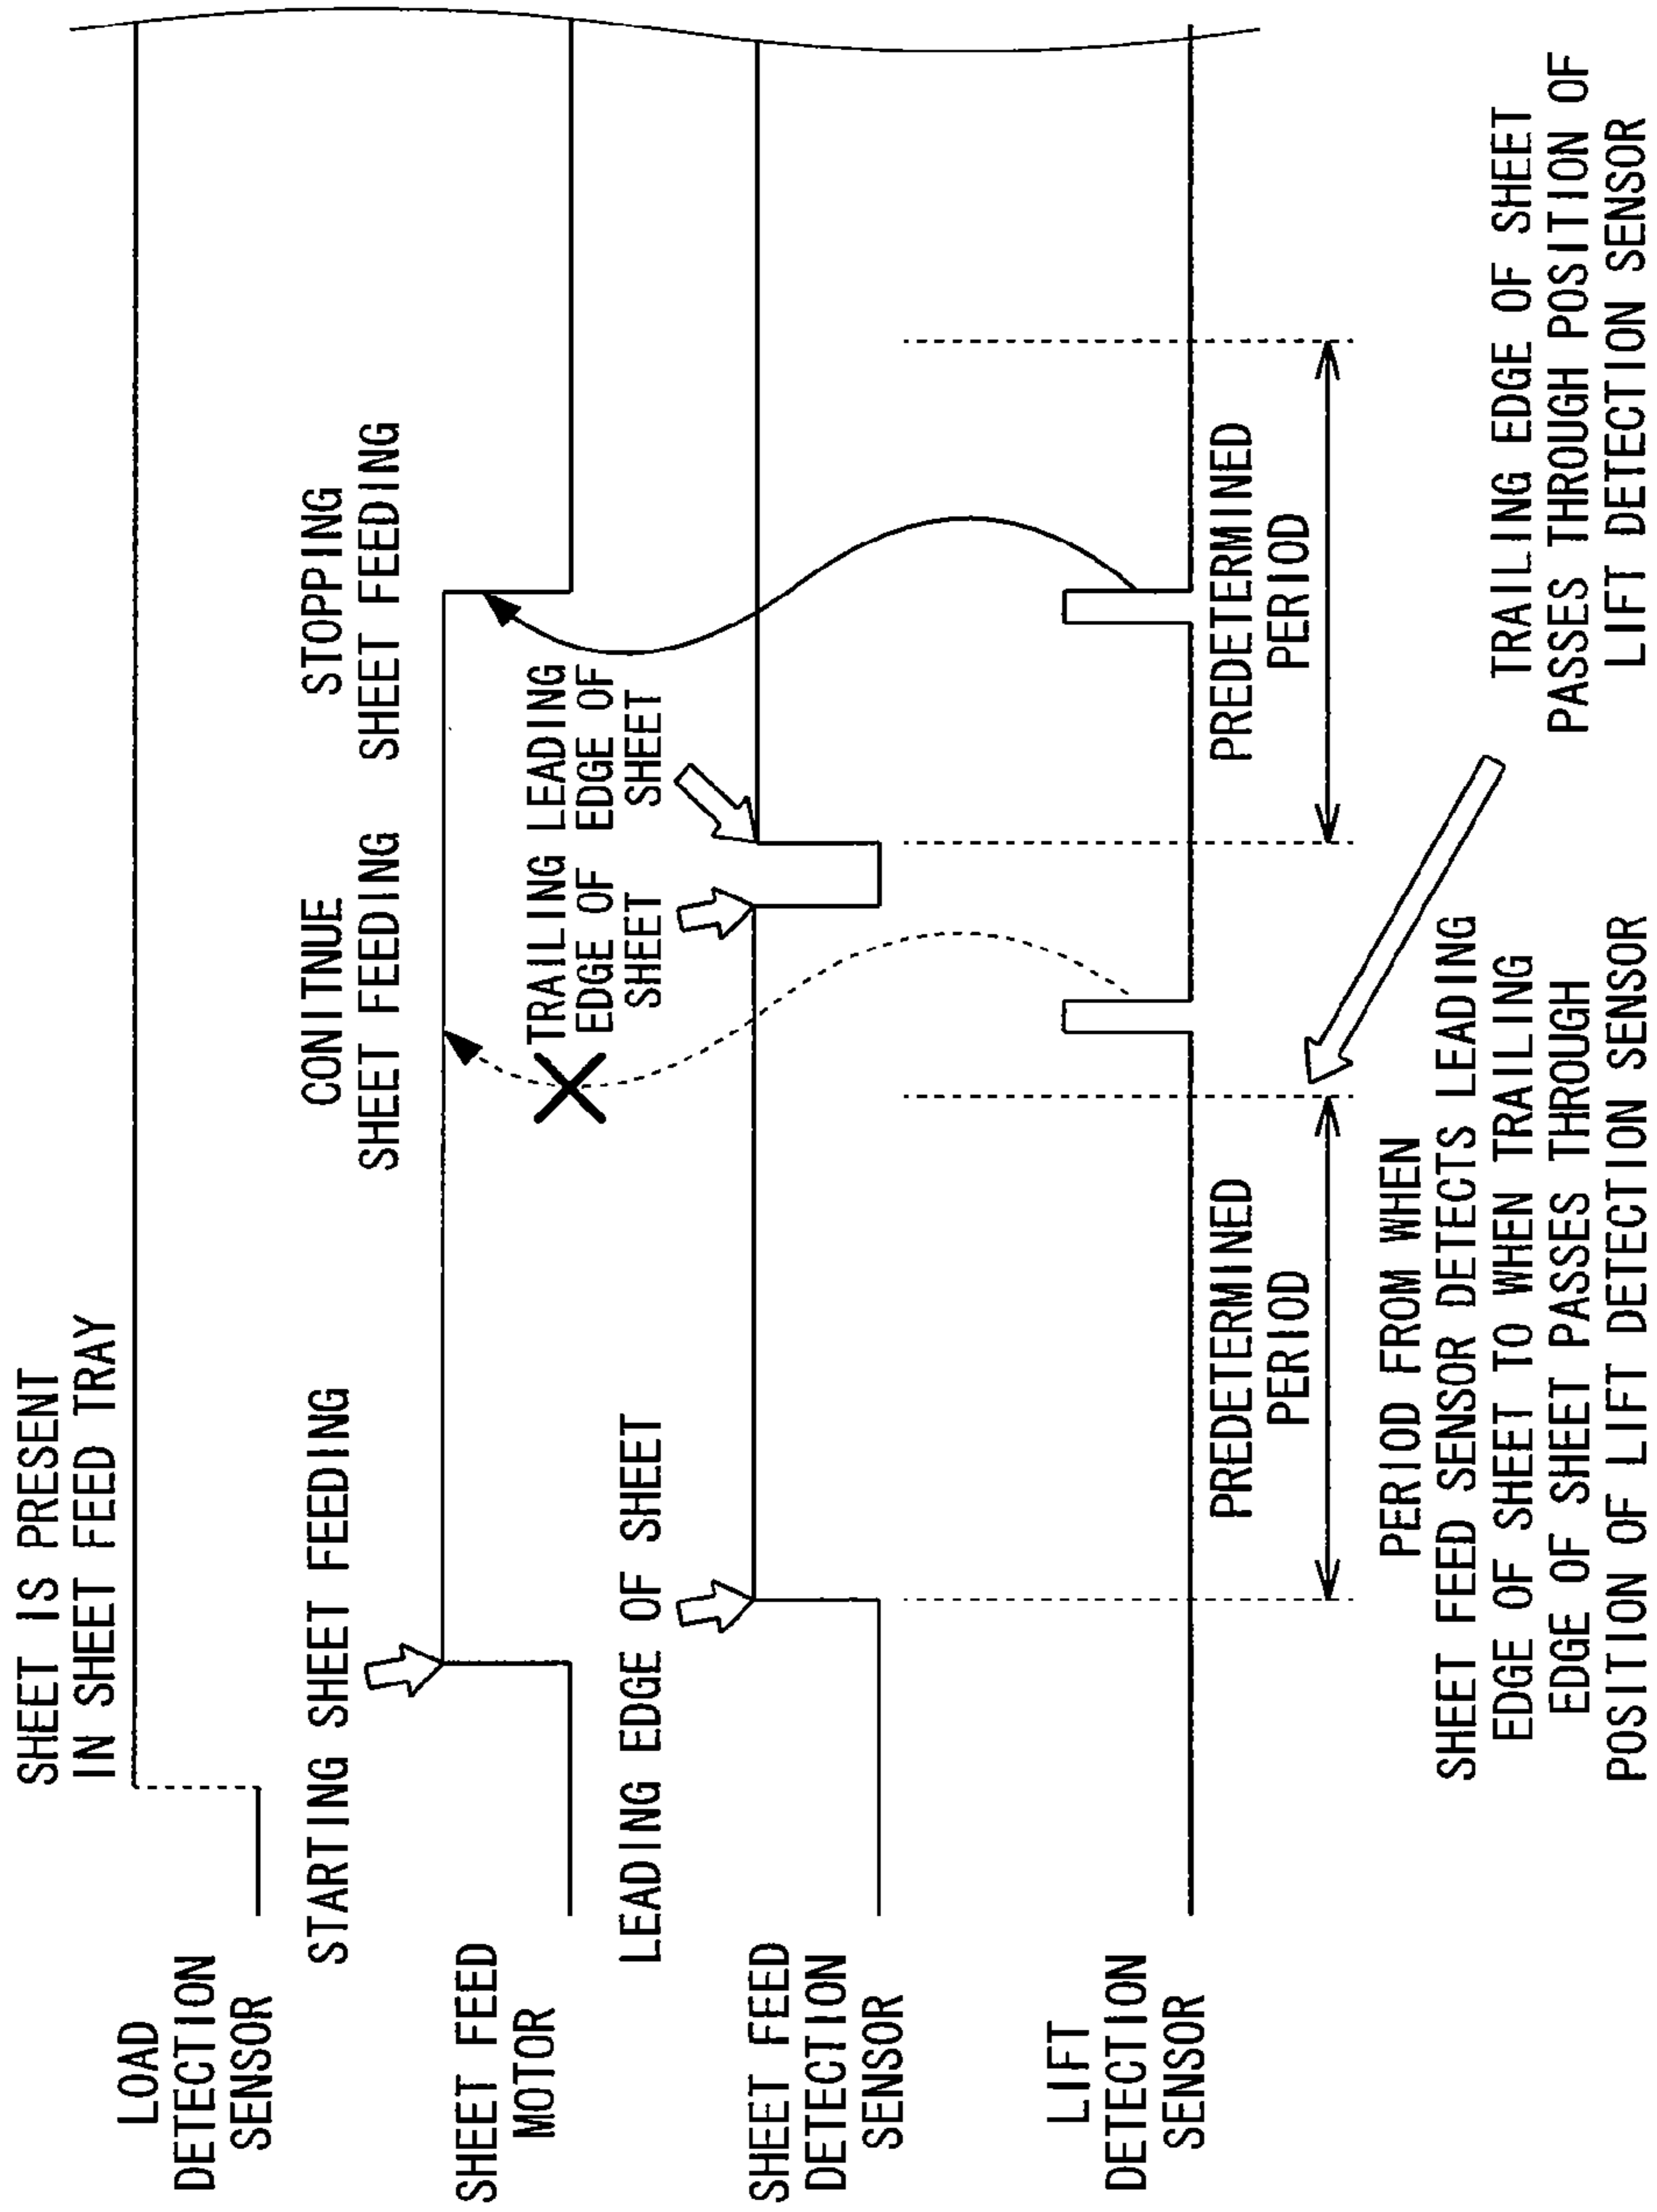 SHEET IS PRESENT
IN SHEET FEED TRAY
LOAD
DETECTION
SENSOR
STARTING SHEET FEEDING
CONITNUE
SHEET FEEDING
STOPPING
SHEET FEEDING
SHEET FEED
MOTOR
LEADING EDGE OF SHEET
TRAILING
EDGE OF
SHEET
LEADING
EDGE OF
SHEET
SHEET FEED
DETECTION
SENSOR
LIFT
DETECTION
SENSOR
PREDETERMINED
PERIOD
PREDETERMINED
PERIOD
PERIOD FROM WHEN
SHEET FEED SENSOR DETECTS LEADING
EDGE OF SHEET TO WHEN TRAILING
EDGE OF SHEET PASSES THROUGH
POSITION OF LIFT DETECTION SENSOR
TRAILING EDGE OF SHEET
PASSES THROUGH POSITION OF
LIFT DETECTION SENSOR